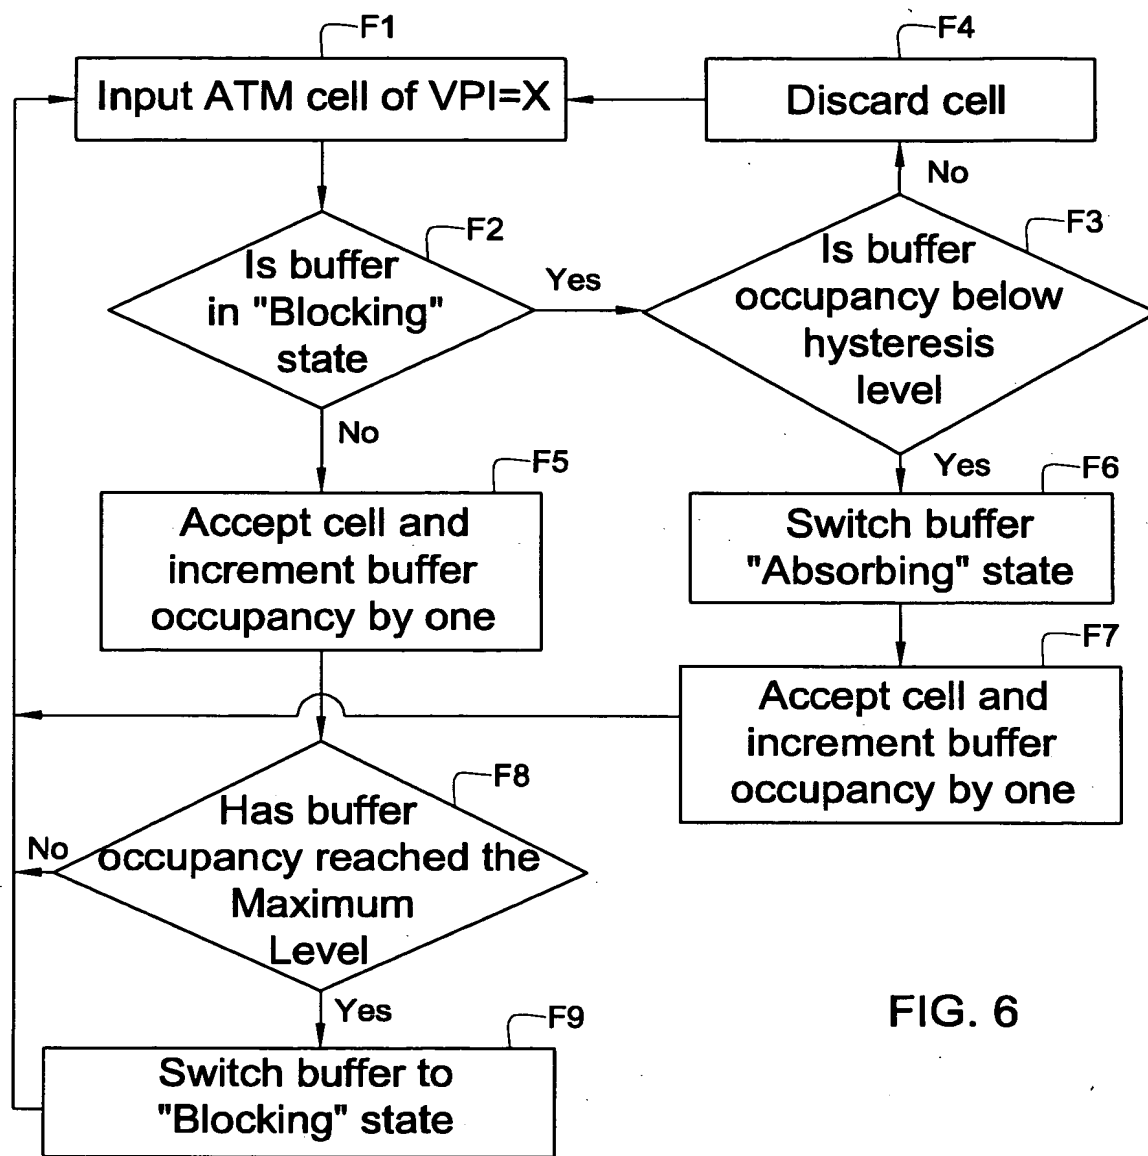 F1
Input ATM cell of VPI=X
F4
Discard cell
No
F2
Is buffer
in "Blocking"
state
Yes
F3
Is buffer
occupancy below
hysteresis
level
No
Yes
F5
Accept cell and
increment buffer
occupancy by one
F6
Switch buffer
"Absorbing" state
F7
Accept cell and
increment buffer
occupancy by one
F8
Has buffer
occupancy reached the
Maximum
Level
No
Yes
F9
Switch buffer to
"Blocking" state
FIG. 6